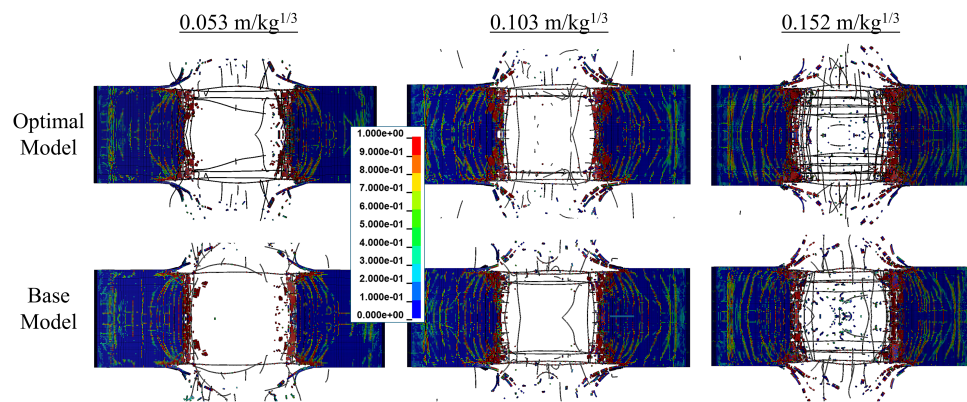 0.053 m/kg1/3
0.103 m/kg1/3
0.152 m/kg1/3
Optimal
Model
1.000e+00
9.000e-01
8.000e-01
7.000e-01
6.000e-01
5.000e-01
4.000e-01
3.000e-01
2.000e-01
1.000e-01
0.000e+00
Base
Model